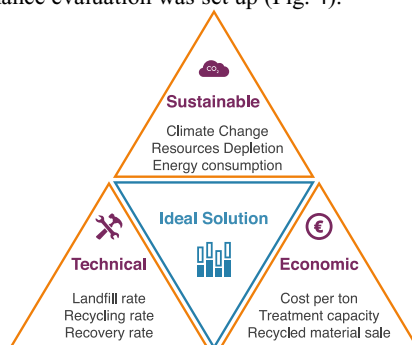 nance evaluation was set up (Fig. 4).
CO₂
Sustainable
Climate Change
Resources Depletion
Energy consumption
Ideal Solution
Technical
Landfill rate
Recycling rate
Recovery rate
€
Economic
Cost per ton
Treatment capacity
Recycled material sale